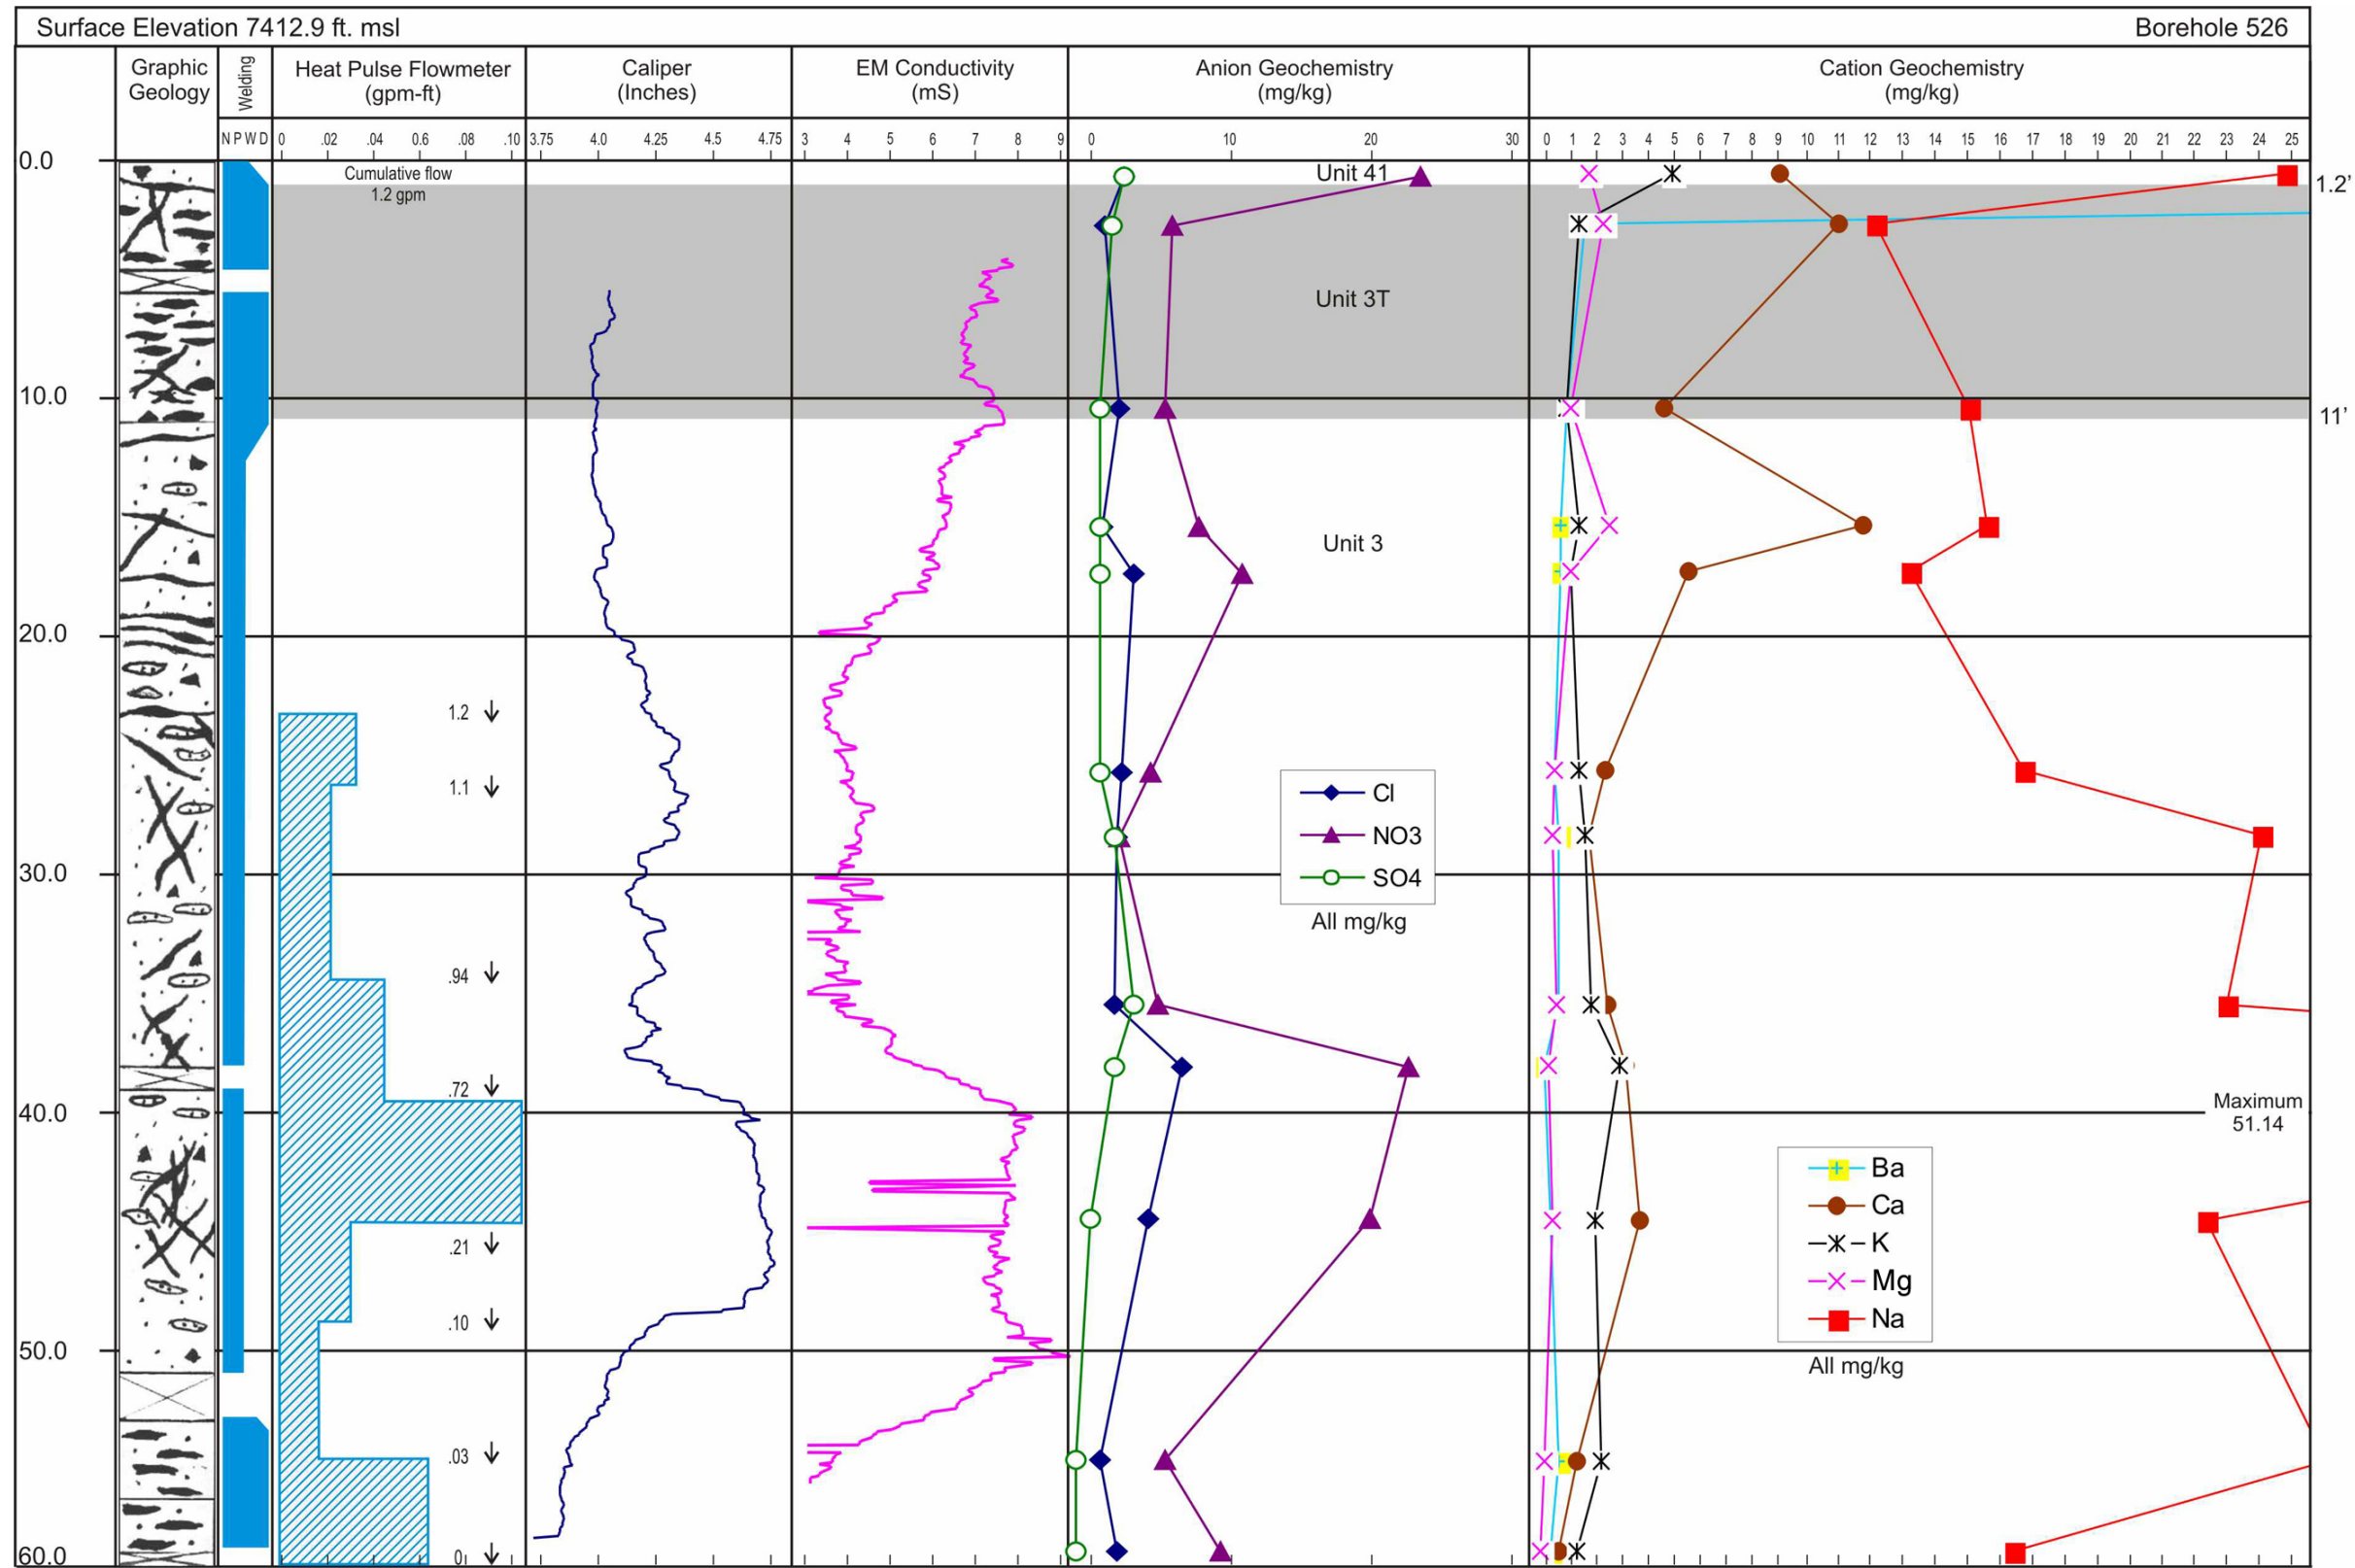 Surface Elevation 7412.9 ft. msl Borehole 526
Graphic Geology
Welding
Heat Pulse Flowmeter
(gpm-ft)
Caliper
(Inches)
EM Conductivity
(mS)
Anion Geochemistry
(mg/kg)
Cation Geochemistry
(mg/kg)
N P W D
0 .02 .04 0.6 .08 .10
3.75 4.0 4.25 4.5 4.75
3 4 5 6 7 8 9
0 10 20 30
0 1 2 3 4 5 6 7 8 9 10 11 12 13 14 15 16 17 18 19 20 21 22 23 24 25
0.0
Cumulative flow
1.2 gpm
Unit 41
1.2’
Unit 3T
10.0
11’
Unit 3
20.0
1.2
1.1
Cl
NO3
SO4
All mg/kg
30.0
.94
.72
40.0
Maximum
51.14
Ba
Ca
K
Mg
Na
All mg/kg
.21
.10
50.0
.03
60.0
0